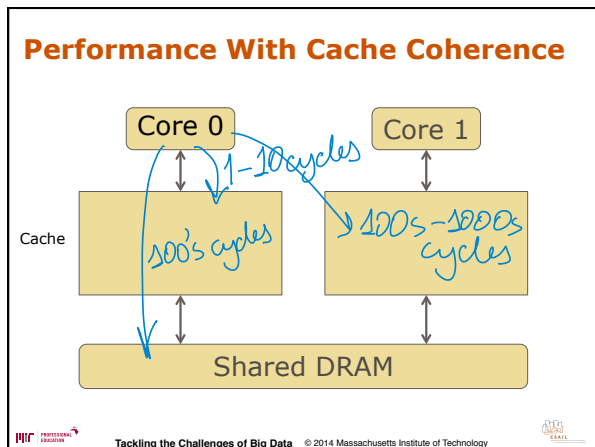 Performance With Cache Coherence
Core 0
Core 1
1-10cycles
Cache
100's cycles
100s-1000s
cycles
Shared DRAM
MIT PROFESSIONAL
EDUCATION
Tackling the Challenges of Big Data © 2014 Massachusetts Institute of Technology
CSAIL